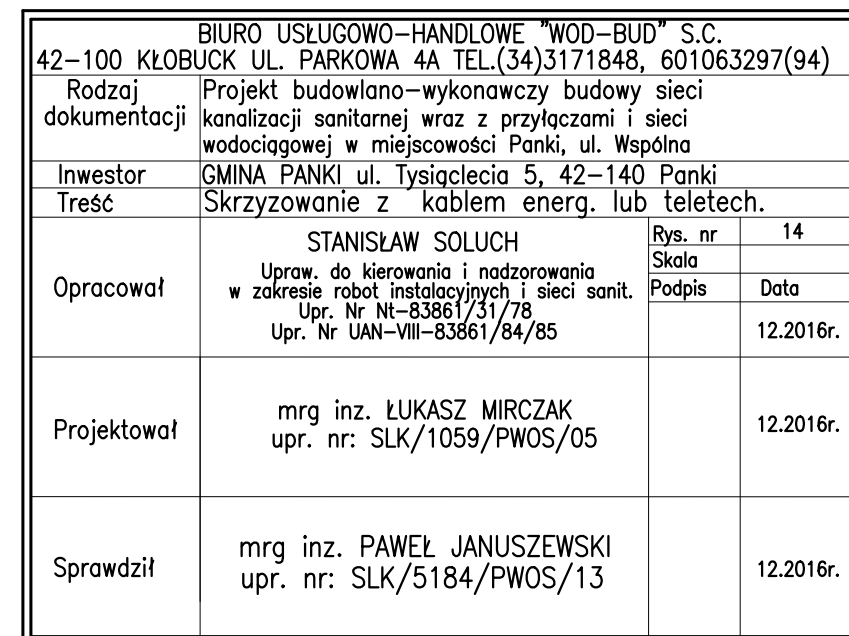 BIURO USŁUGOWO-HANDLOWE "WOD-BUD" S.C.
42-100 KŁOBUCK UL. PARKOWA 4A TEL.(34)3171848, 601063297(94)
Rodzaj dokumentacji
Projekt budowlano-wykonawczy budowy sieci
kanalizacji sanitarnej wraz z przyłączami i sieci
wodociągowej w miejscowości Panki, ul. Wspólna
Inwestor GMINA PANKI ul. Tysiąclecia 5, 42-140 Panki
Treść Skrzyzowanie z kablem energ. lub teletech.
Opracował
STANISŁAW SOLUCH
Upraw. do kierowania i nadzorowania
w zakresie robot instalacyjnych i sieci sanit.
Upr. Nr Nt-83861/31/78
Upr. Nr UAN-VIII-83861/84/85
Rys. nr 14
Skala
Podpis Data
12.2016r.
Projektował
mrg inz. ŁUKASZ MIRCZAK
upr. nr: SLK/1059/PWOS/05
12.2016r.
Sprawdził
mrg inz. PAWEŁ JANUSZEWSKI
upr. nr: SLK/5184/PWOS/13
12.2016r.